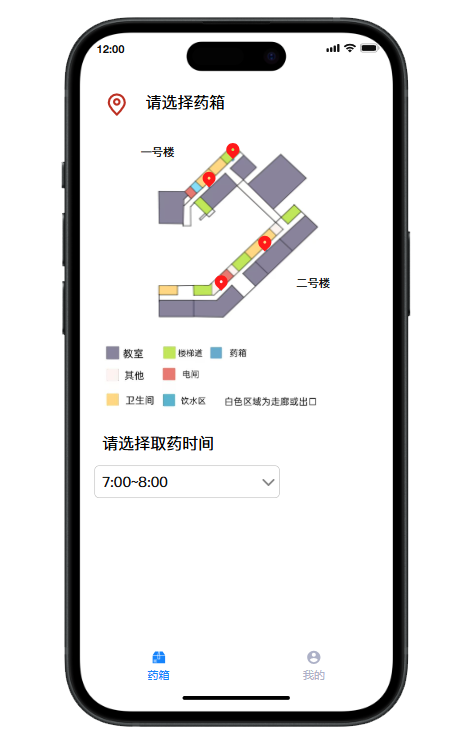 12:00
请选择药箱
一号楼
二号楼
教室 楼梯道 药箱
其他 电闸
卫生间 饮水区 白色区域为走廊或出口
请选择取药时间
7:00~8:00
药箱 我的